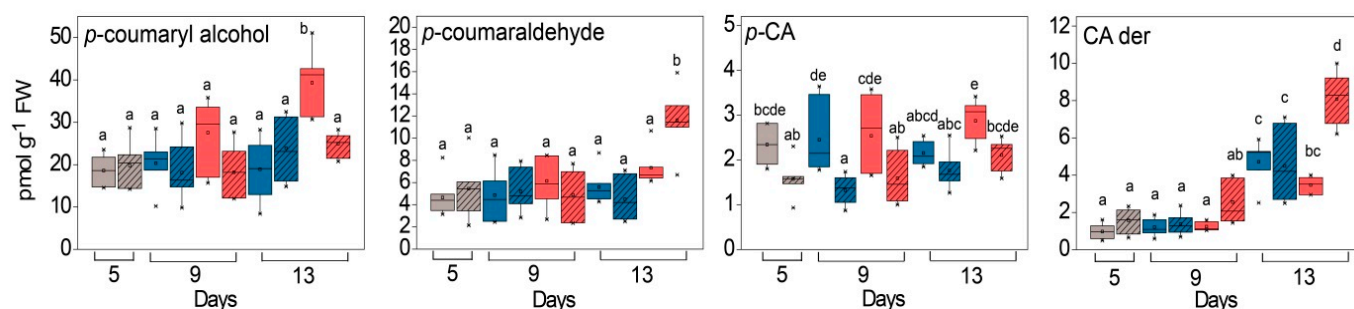 p-coumaryl alcohol
pmol g⁻¹ FW
50
40
30
20
10
0
a a a a a a a a b a
5 9 13
Days
p-coumaraldehyde
20
18
16
14
12
10
8
6
4
2
0
a a a a a a a a a b
5 9 13
Days
p-CA
5
4
3
2
1
0
bcde ab de a cde ab abcd abc e bcde
5 9 13
Days
CA der
12
10
8
6
4
2
0
a a a a a ab c c bc d
5 9 13
Days